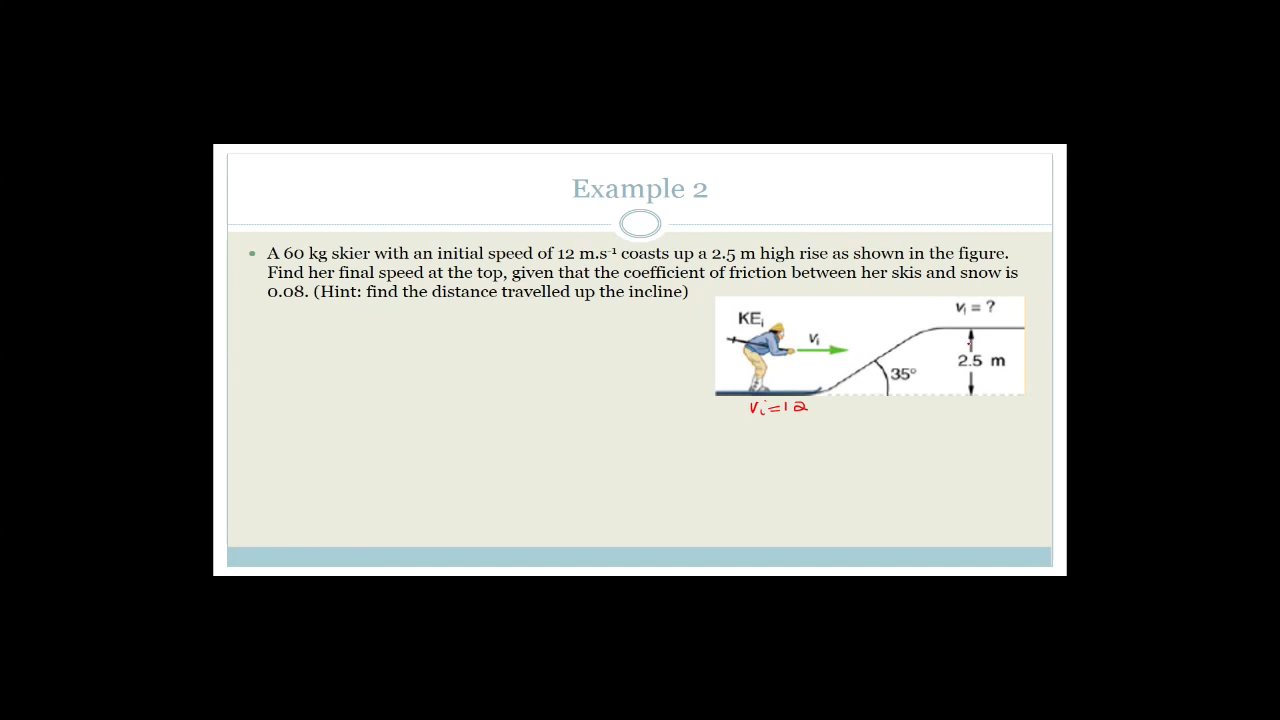 Example 2
A 60 kg skier with an initial speed of 12 m.s⁻¹ coasts up a 2.5 m high rise as shown in the figure.
Find her final speed at the top, given that the coefficient of friction between her skis and snow is
0.08. (Hint: find the distance travelled up the incline)
vᵢ = ?
KEᵢ
vᵢ
2.5 m
35°
vᵢ=12